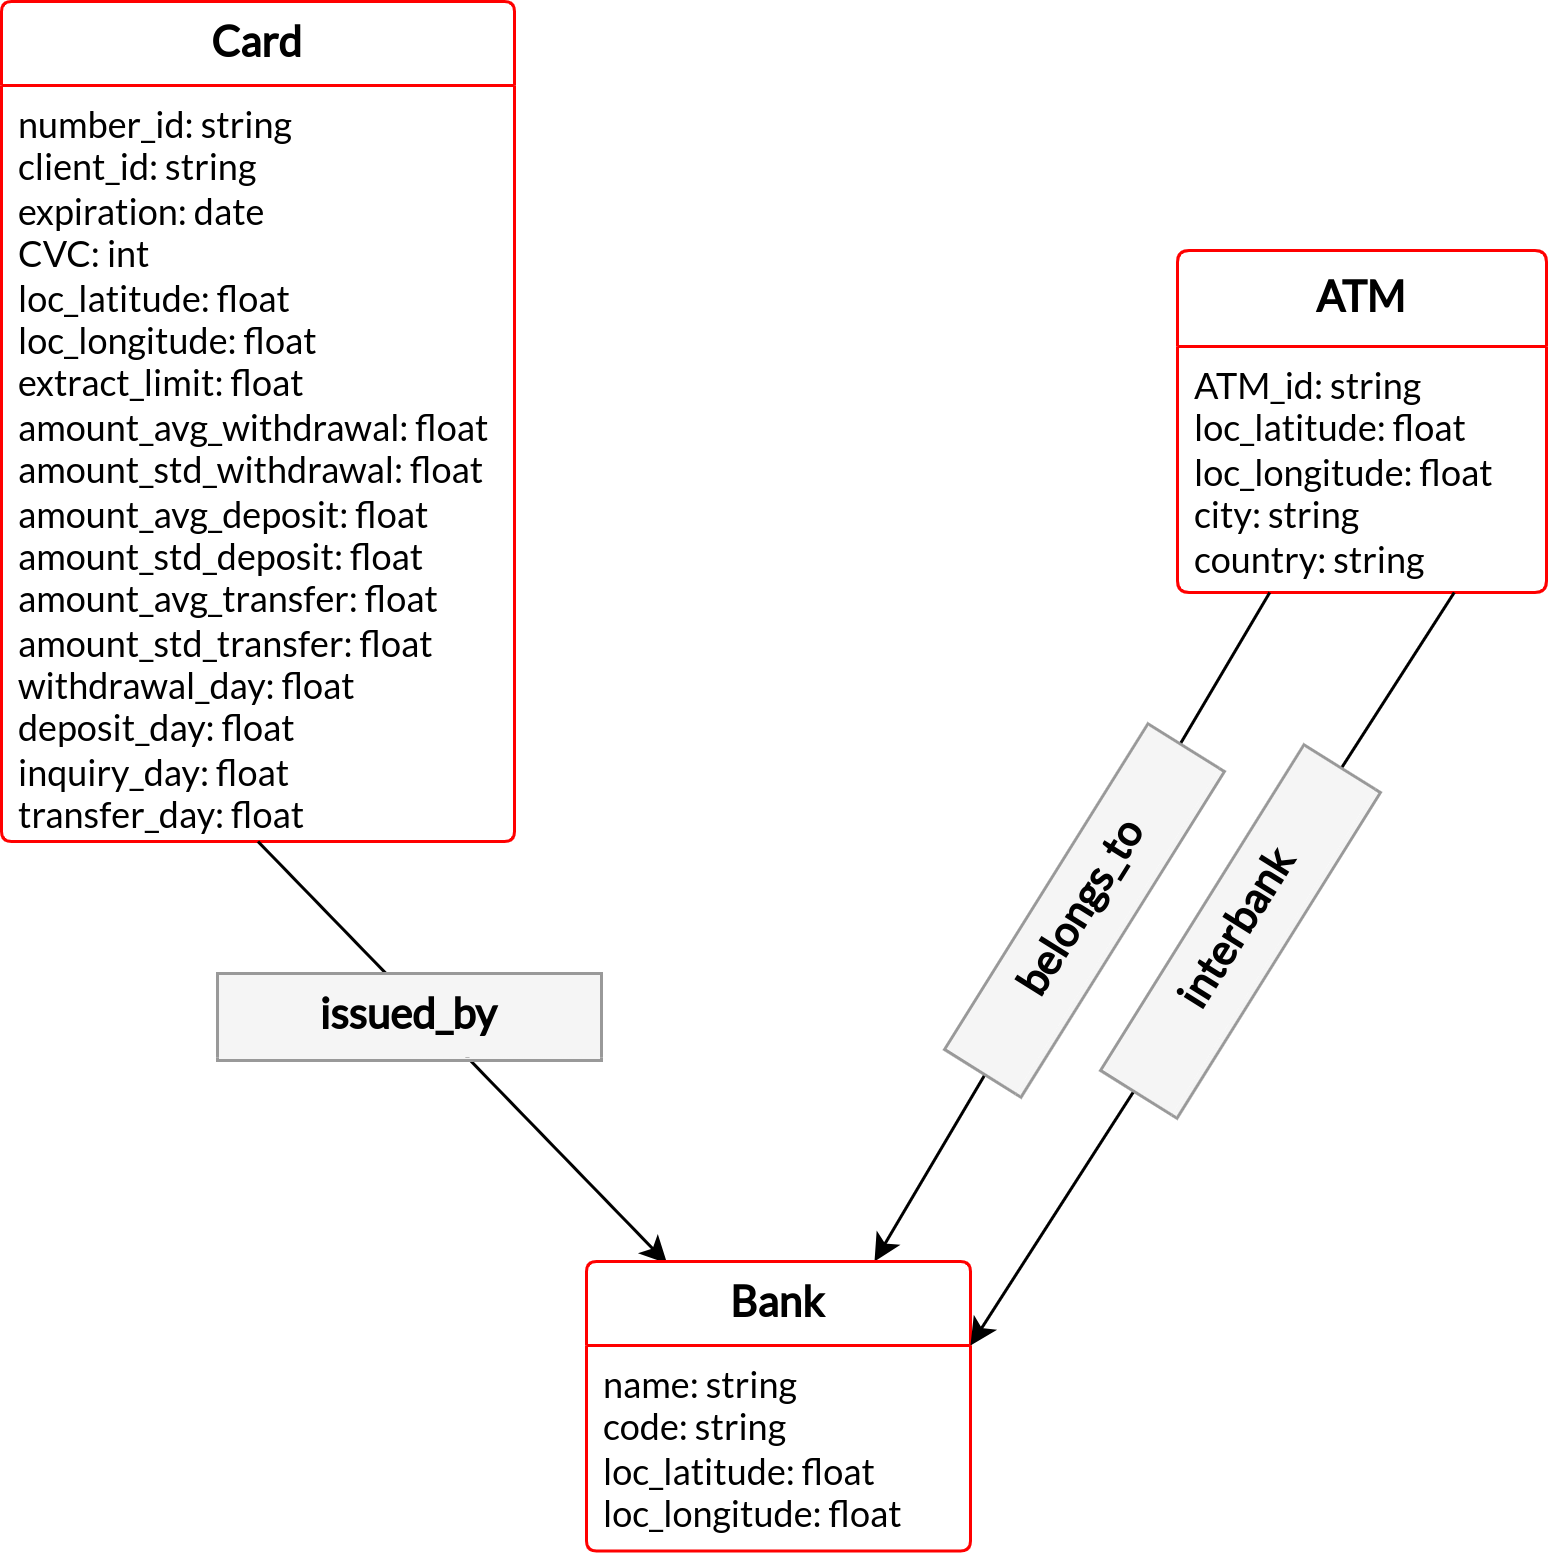 Card
number_id: string
client_id: string
expiration: date
CVC: int
loc_latitude: float
loc_longitude: float
extract_limit: float
amount_avg_withdrawal: float
amount_std_withdrawal: float
amount_avg_deposit: float
amount_std_deposit: float
amount_avg_transfer: float
amount_std_transfer: float
withdrawal_day: float
deposit_day: float
inquiry_day: float
transfer_day: float
ATM
ATM_id: string
loc_latitude: float
loc_longitude: float
city: string
country: string
issued_by
belongs_to
interbank
Bank
name: string
code: string
loc_latitude: float
loc_longitude: float